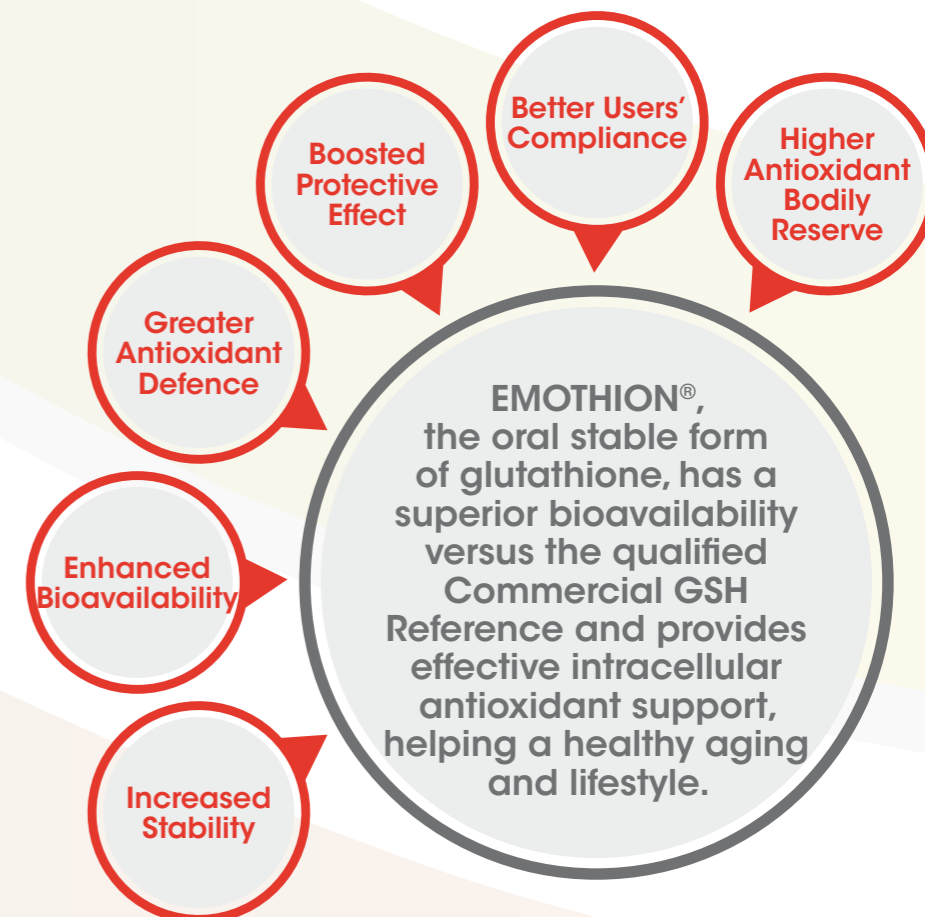 Better Users'
Compliance
Boosted
Protective
Effect
Higher
Antioxidant
Bodily
Reserve
Greater
Antioxidant
Defence
Enhanced
Bioavailability
Increased
Stability
EMOTHION®,
the oral stable form
of glutathione, has a
superior bioavailability
versus the qualified
Commercial GSH
Reference and provides
effective intracellular
antioxidant support,
helping a healthy aging
and lifestyle.